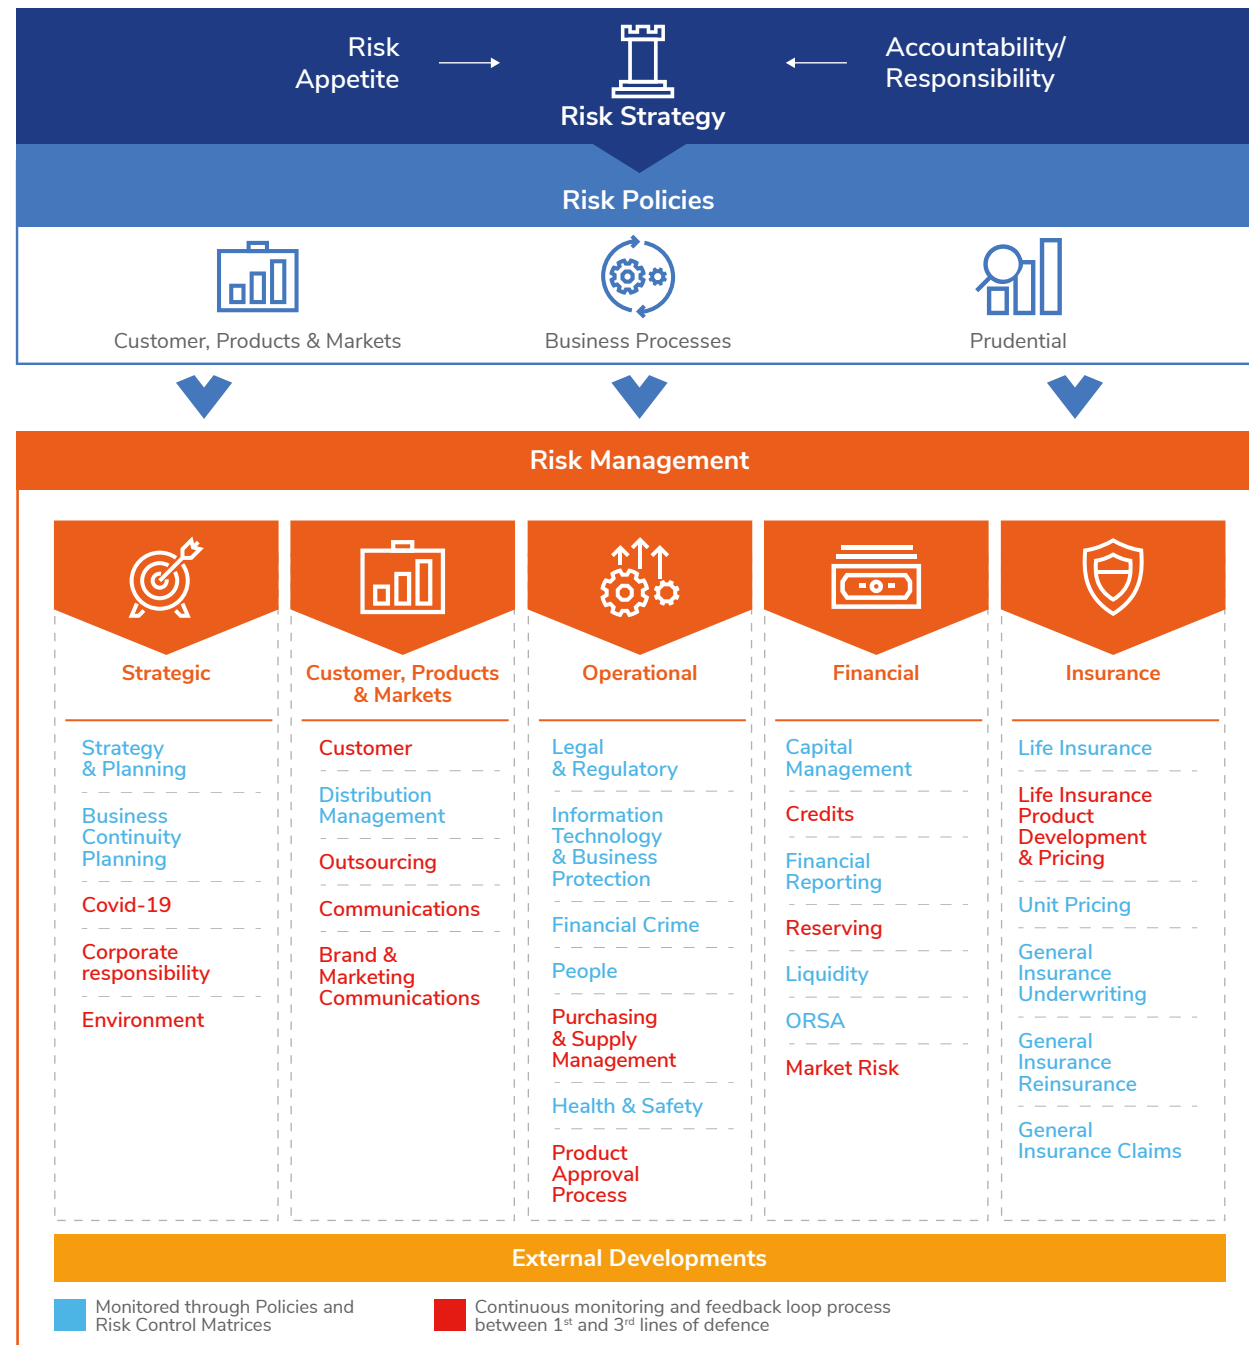 Risk
Appetite
Accountability/
Responsibility
Risk Strategy
Risk Policies
Customer, Products & Markets
Business Processes
Prudential
Risk Management
Strategic
Strategy
& Planning
Business
Continuity
Planning
Covid-19
Corporate
responsibility
Environment
Customer, Products
& Markets
Customer
Distribution
Management
Outsourcing
Communications
Brand &
Marketing
Communications
Operational
Legal
& Regulatory
Information
Technology
& Business
Protection
Financial Crime
People
Purchasing
& Supply
Management
Health & Safety
Product
Approval
Process
Financial
Capital
Management
Credits
Financial
Reporting
Reserving
Liquidity
ORSA
Market Risk
Insurance
Life Insurance
Life Insurance
Product
Development
& Pricing
Unit Pricing
General
Insurance
Underwriting
General
Insurance
Reinsurance
General
Insurance Claims
External Developments
Monitored through Policies and
Risk Control Matrices
Continuous monitoring and feedback loop process
between 1st and 3rd lines of defence